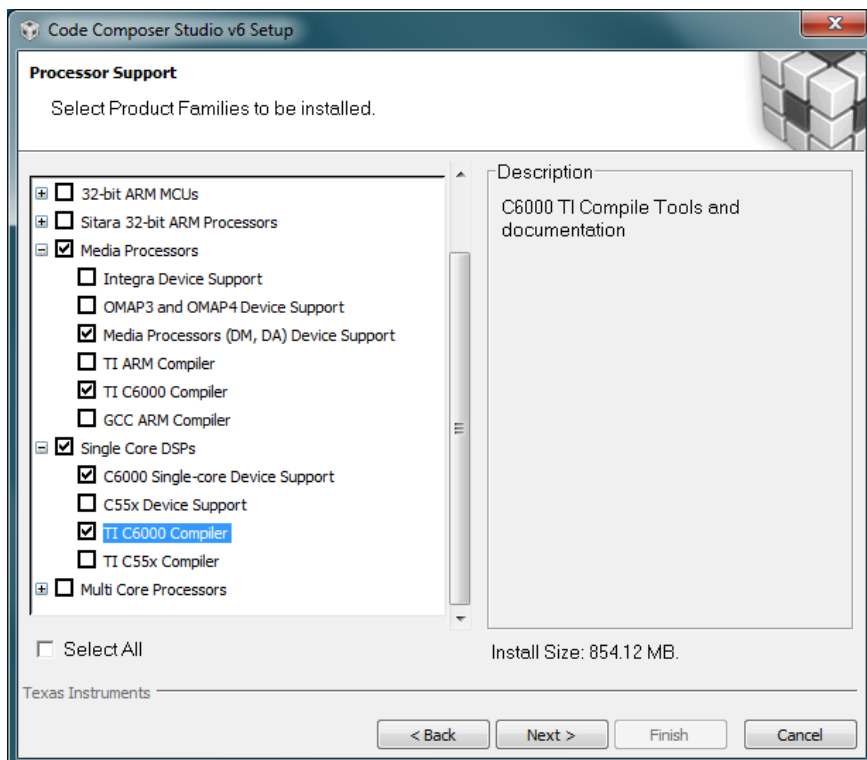 Code Composer Studio v6 Setup
Processor Support
Select Product Families to be installed.
32-bit ARM MCUs
Sitara 32-bit ARM Processors
Media Processors
Integra Device Support
OMAP3 and OMAP4 Device Support
Media Processors (DM, DA) Device Support
TI ARM Compiler
TI C6000 Compiler
GCC ARM Compiler
Single Core DSPs
C6000 Single-core Device Support
C55x Device Support
TI C6000 Compiler
TI C55x Compiler
Multi Core Processors
Select All
Description
C6000 TI Compile Tools and
documentation
Install Size: 854.12 MB.
Texas Instruments
< Back
Next >
Finish
Cancel